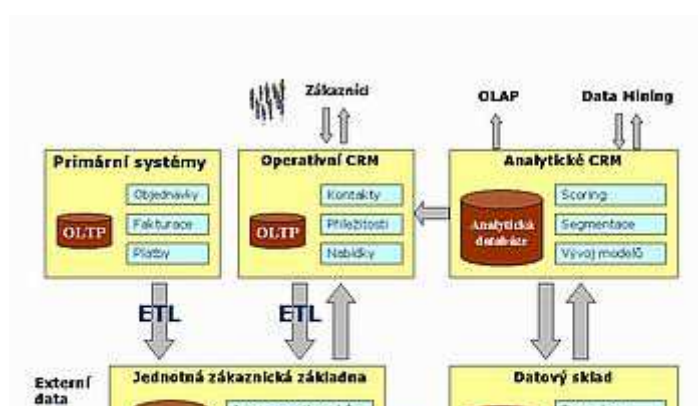 Zákazníci
OLAP
Data Mining
Primární systémy
Operativní CRM
Analytické CRM
OLTP
Objednávky
Fakturace
Platby
OLTP
Kontakty
Příležitosti
Nabídky
Analytická
databáze
Scoring
Segmentace
Vývoj modelů
ETL
ETL
Externí
data
Jednotná zákaznická základna
Datový sklad